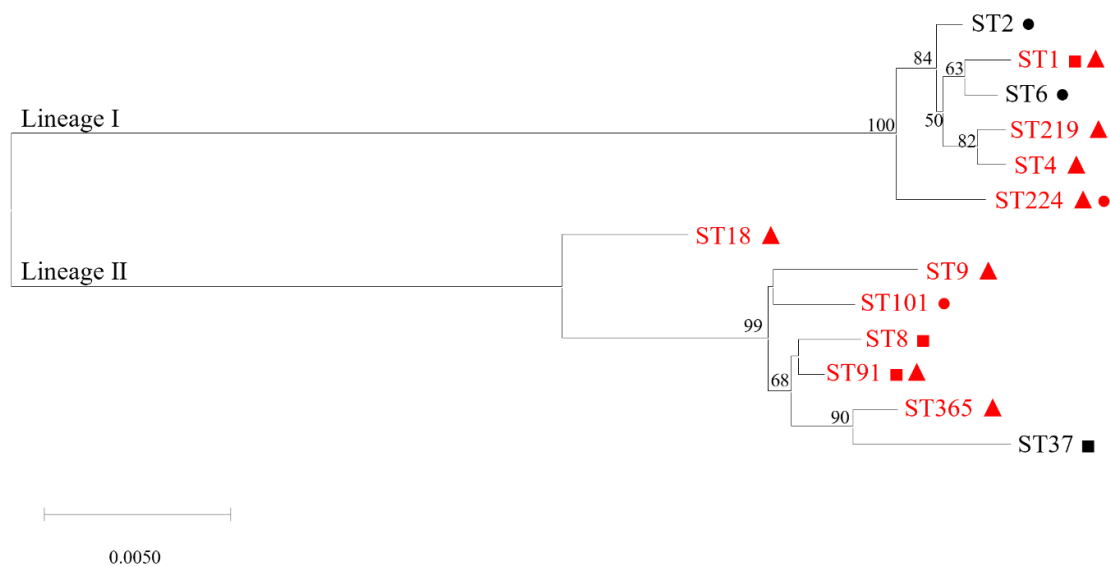 ST2
84
ST1
63
ST6
Lineage I
100
50
ST219
82
ST4
ST224
ST18
Lineage II
ST9
ST101
99
ST8
68
ST91
ST365
90
ST37
0.0050